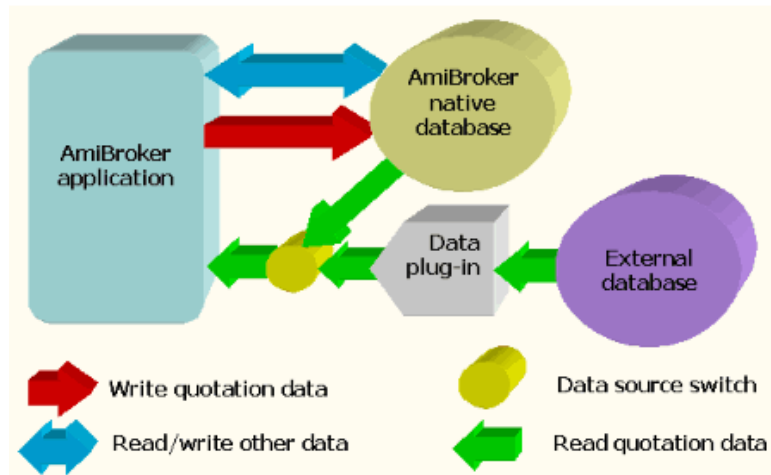 AmiBroker
application
AmiBroker
native
database
Data
plug-in
External
database
Write quotation data
Data source switch
Read/write other data
Read quotation data